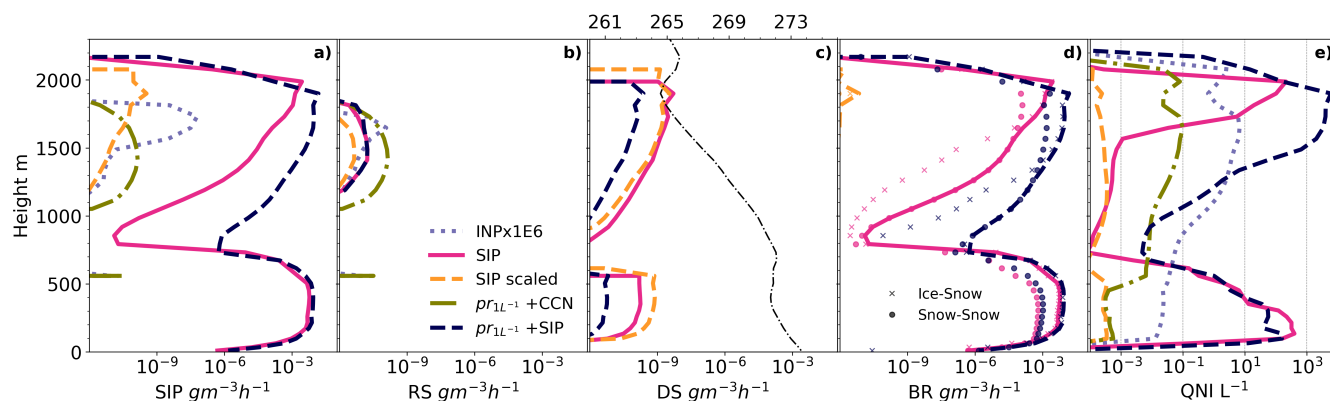 261 265 269 273
a) b) c) d) e)
2000
1500
1000
500
0
Height m
INPx1E6
SIP
SIP scaled
pr₁L⁻¹ +CCN
pr₁L⁻¹ +SIP
Ice-Snow
Snow-Snow
10⁻⁹ 10⁻⁶ 10⁻³ 10⁻⁹ 10⁻⁶ 10⁻³ 10⁻⁹ 10⁻⁶ 10⁻³ 10⁻⁹ 10⁻⁶ 10⁻³ 10⁻³ 10⁻¹ 10¹ 10³
SIP gm⁻³h⁻¹ RS gm⁻³h⁻¹ DS gm⁻³h⁻¹ BR gm⁻³h⁻¹ QNI L⁻¹